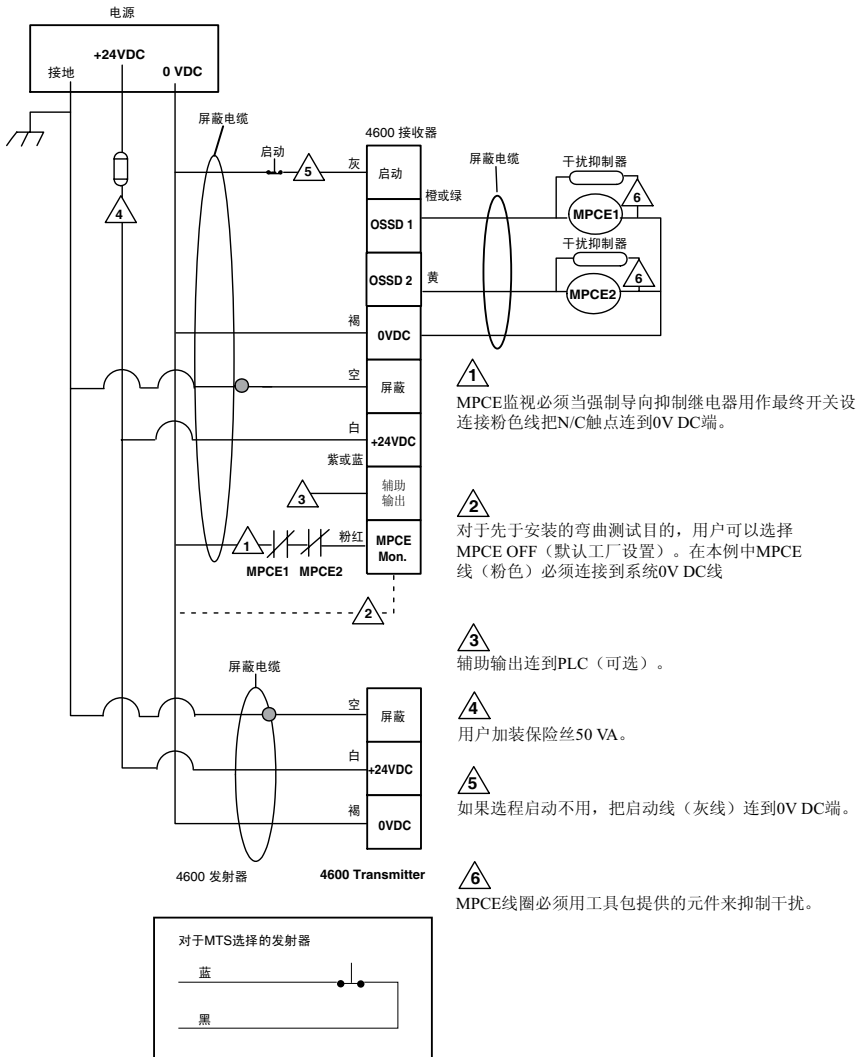 电源
+24VDC
接地
0 VDC
屏蔽电缆
4600 接收器
启动
5
灰
启动
屏蔽电缆
干扰抑制器
橙或绿
6
MPCE1
OSSD 1
4
干扰抑制器
OSSD 2
黄
6
MPCE2
褐
0VDC
空
屏蔽
白
+24VDC
紫或蓝
3
辅助
输出
1
粉红
MPCE
Mon.
MPCE1
MPCE2
2
1
MPCE监视必须当强制导向抑制继电器用作最终开关设
连接粉色线把N/C触点连到0V DC端。
2
对于先于安装的弯曲测试目的，用户可以选择
MPCE OFF（默认工厂设置）。在本例中MPCE
线（粉色）必须连接到系统0V DC线
3
辅助输出连到PLC（可选）。
4
用户加装保险丝50 VA。
5
如果选程启动不用，把启动线（灰线）连到0V DC端。
6
MPCE线圈必须用工具包提供的元件来抑制干扰。
屏蔽电缆
空
屏蔽
白
+24VDC
褐
0VDC
4600 发射器
4600 Transmitter
对于MTS选择的发射器
蓝
黑